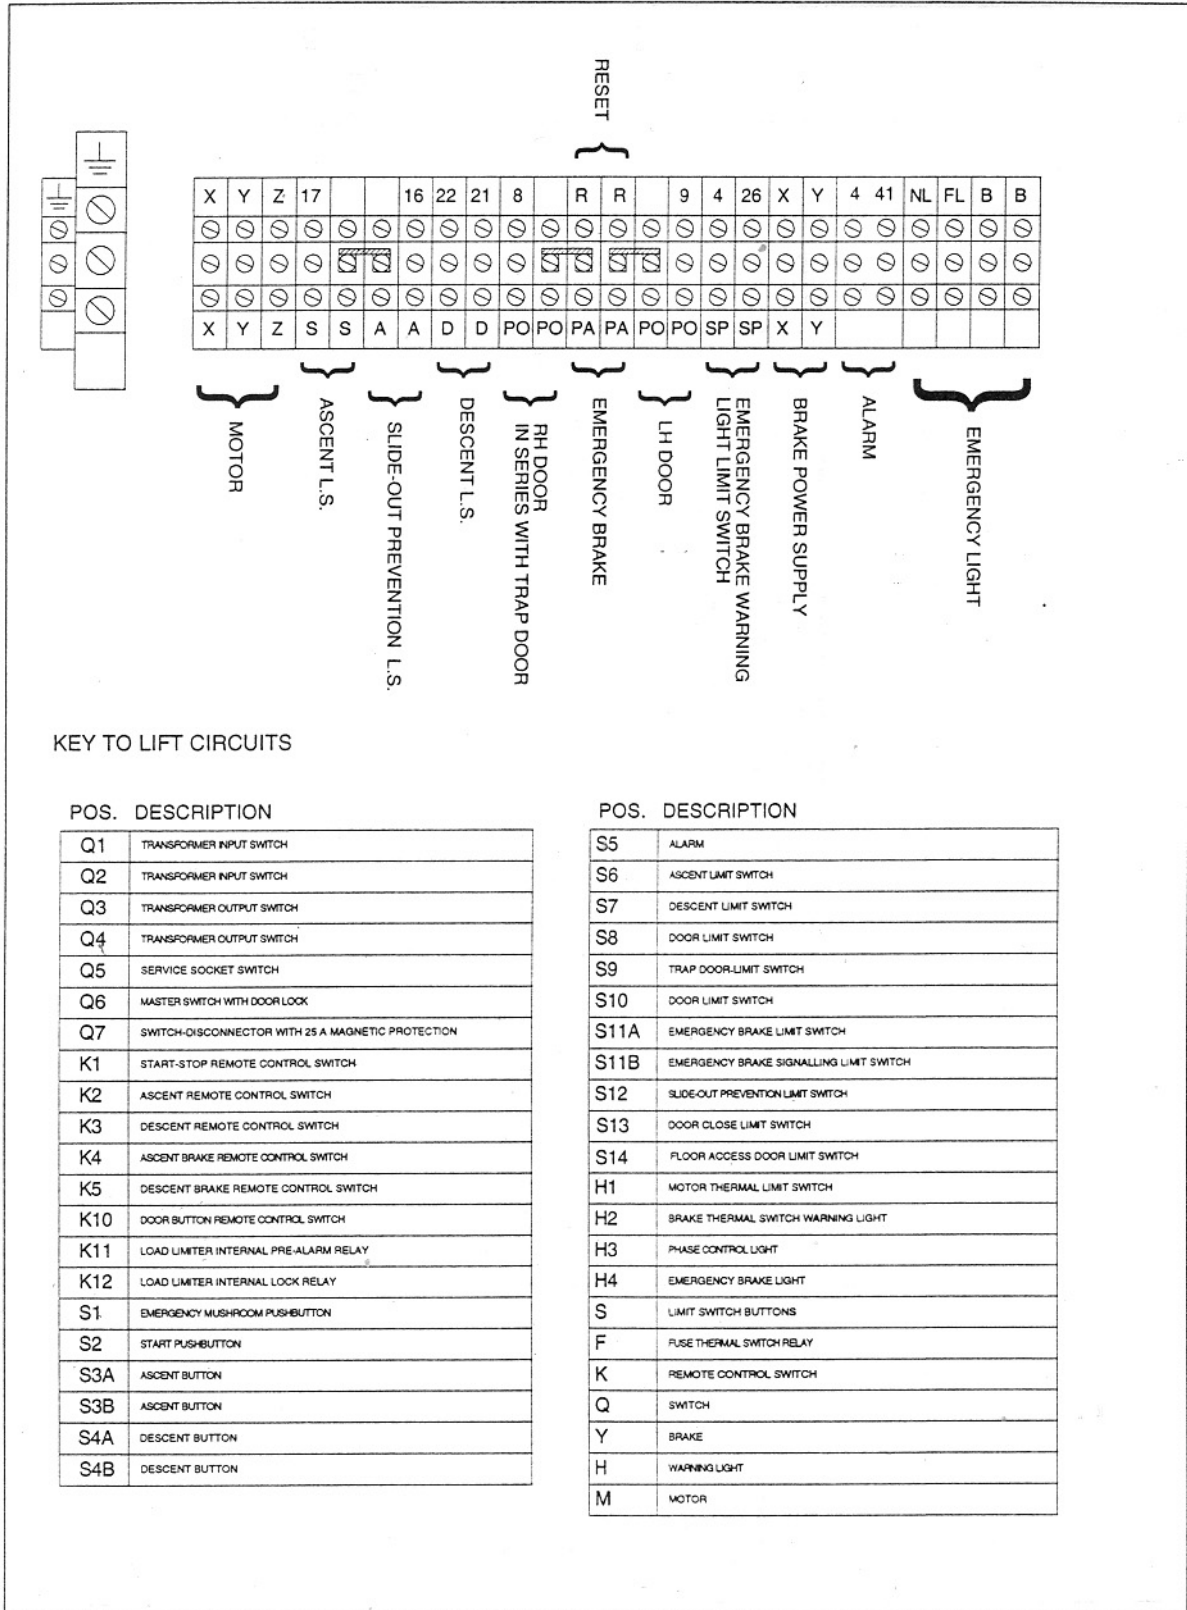 RESET
X Y Z 17 16 22 21 8 R R 9 4 26 X Y 4 41 NL FL B B
X Y Z S S A A D D PO PO PA PA PO PO SP SP X Y
MOTOR
ASCENT L.S.
SLIDE-OUT PREVENTION L.S.
DESCENT L.S.
RH DOOR
IN SERIES WITH TRAP DOOR
EMERGENCY BRAKE
LH DOOR
EMERGENCY BRAKE WARNING
LIGHT LIMIT SWITCH
BRAKE POWER SUPPLY
ALARM
EMERGENCY LIGHT
KEY TO LIFT CIRCUITS
POS. DESCRIPTION
Q1 TRANSFORMER INPUT SWITCH
Q2 TRANSFORMER INPUT SWITCH
Q3 TRANSFORMER OUTPUT SWITCH
Q4 TRANSFORMER OUTPUT SWITCH
Q5 SERVICE SOCKET SWITCH
Q6 MASTER SWITCH WITH DOOR LOCK
Q7 SWITCH-DISCONNECTOR WITH 25 A MAGNETIC PROTECTION
K1 START-STOP REMOTE CONTROL SWITCH
K2 ASCENT REMOTE CONTROL SWITCH
K3 DESCENT REMOTE CONTROL SWITCH
K4 ASCENT BRAKE REMOTE CONTROL SWITCH
K5 DESCENT BRAKE REMOTE CONTROL SWITCH
K10 DOOR BUTTON REMOTE CONTROL SWITCH
K11 LOAD LIMITER INTERNAL PRE-ALARM RELAY
K12 LOAD LIMITER INTERNAL LOCK RELAY
S1 EMERGENCY MUSHROOM PUSHBUTTON
S2 START PUSHBUTTON
S3A ASCENT BUTTON
S3B ASCENT BUTTON
S4A DESCENT BUTTON
S4B DESCENT BUTTON
POS. DESCRIPTION
S5 ALARM
S6 ASCENT LIMIT SWITCH
S7 DESCENT LIMIT SWITCH
S8 DOOR LIMIT SWITCH
S9 TRAP DOOR-LIMIT SWITCH
S10 DOOR LIMIT SWITCH
S11A EMERGENCY BRAKE LIMIT SWITCH
S11B EMERGENCY BRAKE SIGNALLING LIMIT SWITCH
S12 SLIDE-OUT PREVENTION LIMIT SWITCH
S13 DOOR CLOSE LIMIT SWITCH
S14 FLOOR ACCESS DOOR LIMIT SWITCH
H1 MOTOR THERMAL LIMIT SWITCH
H2 BRAKE THERMAL SWITCH WARNING LIGHT
H3 PHASE CONTROL LIGHT
H4 EMERGENCY BRAKE LIGHT
S LIMIT SWITCH BUTTONS
F FUSE THERMAL SWITCH RELAY
K REMOTE CONTROL SWITCH
Q SWITCH
Y BRAKE
H WARNING LIGHT
M MOTOR